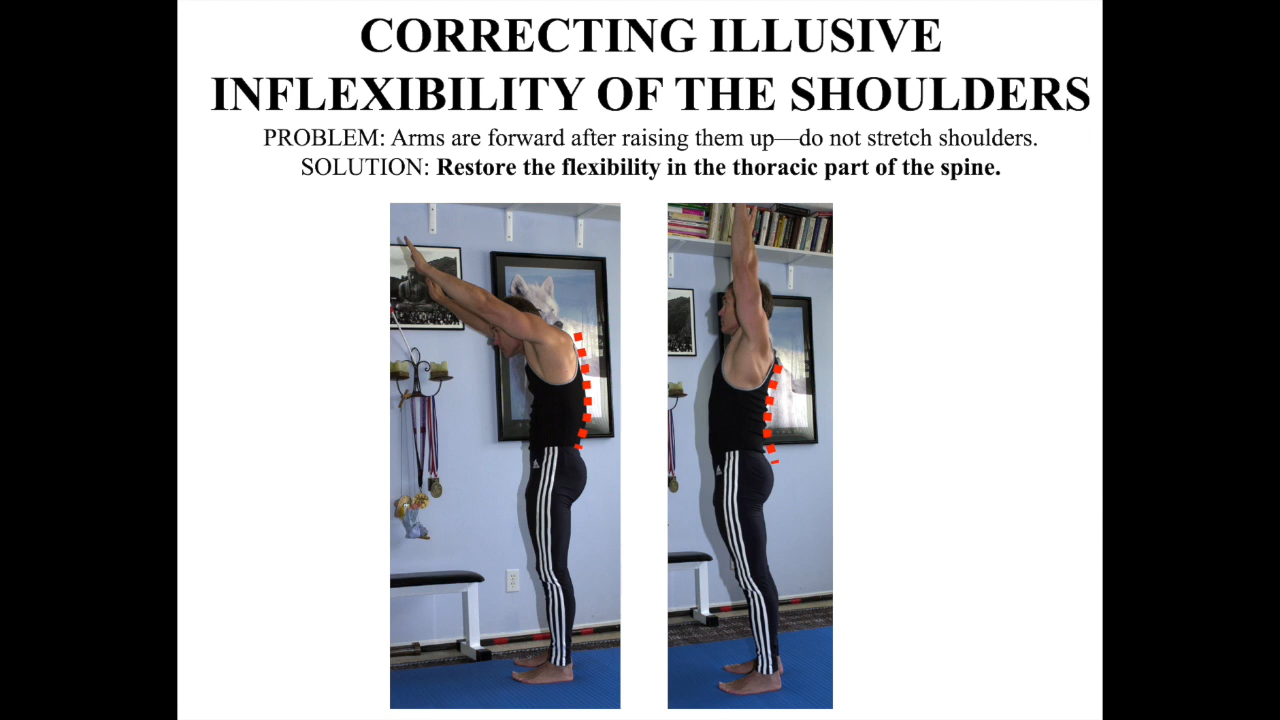 CORRECTING ILLUSIVE
INFLEXIBILITY OF THE SHOULDERS
PROBLEM: Arms are forward after raising them up—do not stretch shoulders.
SOLUTION: Restore the flexibility in the thoracic part of the spine.